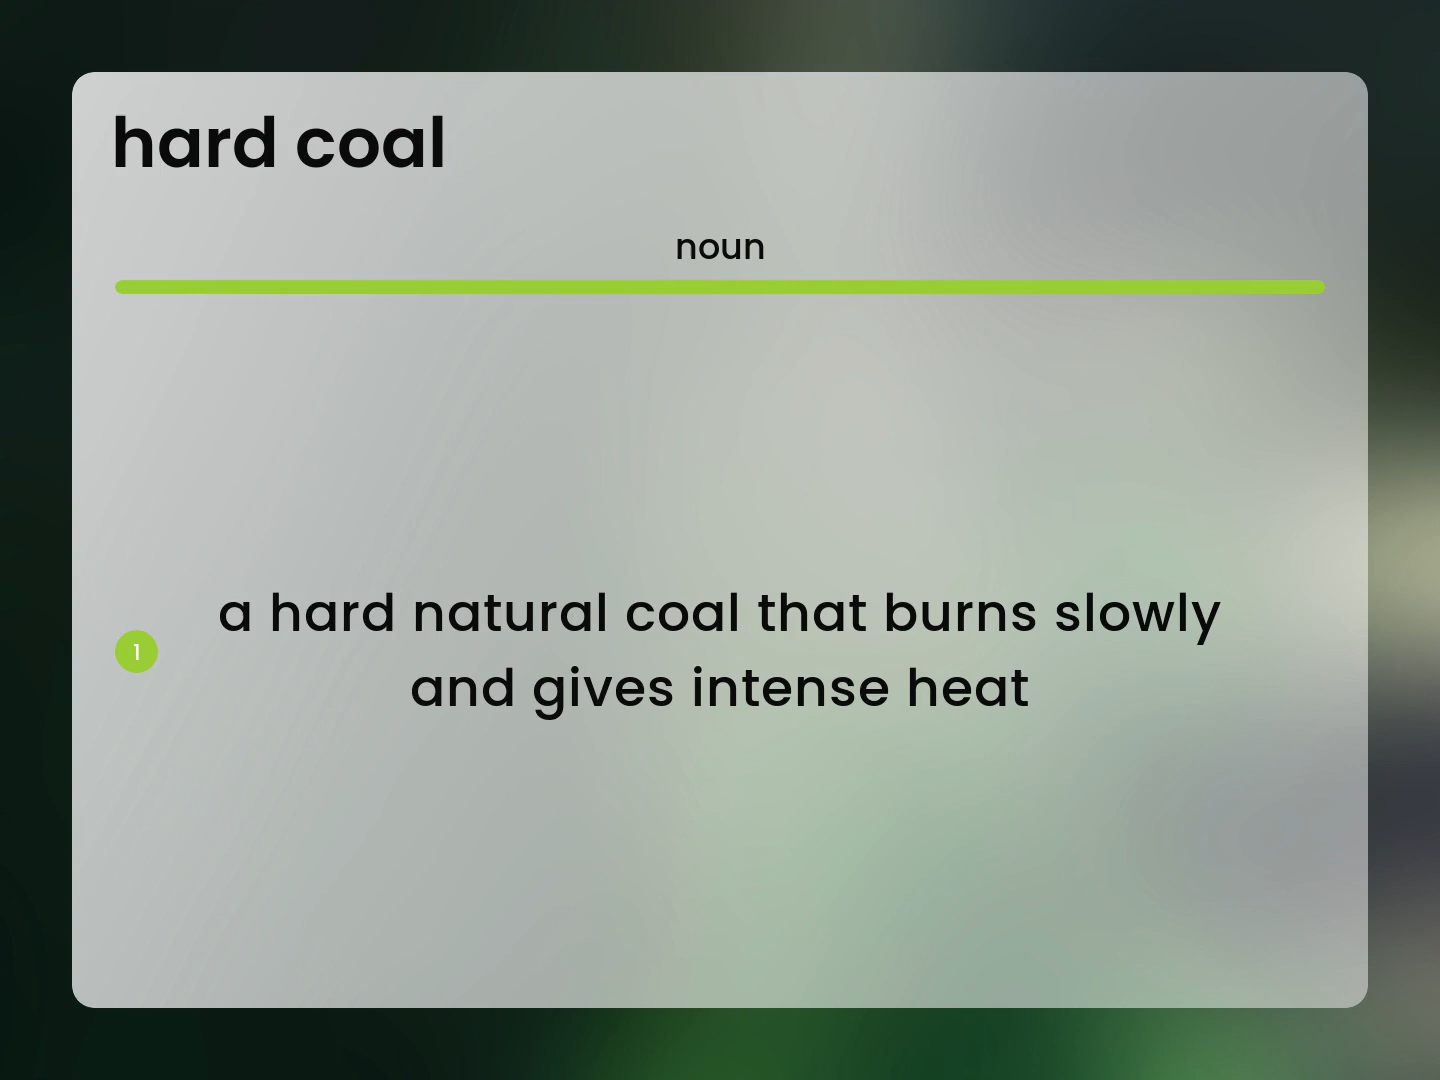 hard coal
noun
1
a hard natural coal that burns slowly
and gives intense heat